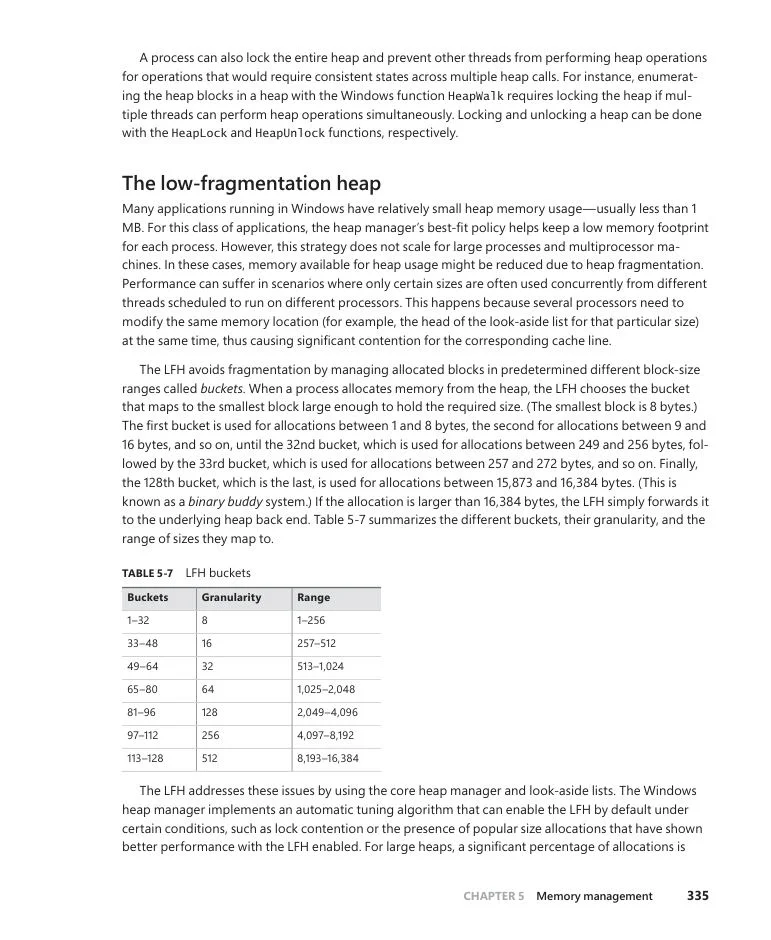 A process can also lock the entire heap and prevent other threads from performing heap operations
for operations that would require consistent states across multiple heap calls. For instance, enumerat-
ing the heap blocks in a heap with the Windows function HeapWalk requires locking the heap if mul-
tiple threads can perform heap operations simultaneously. Locking and unlocking a heap can be done
with the HeapLock and HeapUnlock functions, respectively.
The low-fragmentation heap
Many applications running in Windows have relatively small heap memory usage—usually less than 1
MB. For this class of applications, the heap manager’s best-fit policy helps keep a low memory footprint
for each process. However, this strategy does not scale for large processes and multiprocessor ma-
chines. In these cases, memory available for heap usage might be reduced due to heap fragmentation.
Performance can suffer in scenarios where only certain sizes are often used concurrently from different
threads scheduled to run on different processors. This happens because several processors need to
modify the same memory location (for example, the head of the look-aside list for that particular size)
at the same time, thus causing significant contention for the corresponding cache line.
The LFH avoids fragmentation by managing allocated blocks in predetermined different block-size
ranges called buckets. When a process allocates memory from the heap, the LFH chooses the bucket
that maps to the smallest block large enough to hold the required size. (The smallest block is 8 bytes.)
The first bucket is used for allocations between 1 and 8 bytes, the second for allocations between 9 and
16 bytes, and so on, until the 32nd bucket, which is used for allocations between 249 and 256 bytes, fol-
lowed by the 33rd bucket, which is used for allocations between 257 and 272 bytes, and so on. Finally,
the 128th bucket, which is the last, is used for allocations between 15,873 and 16,384 bytes. (This is
known as a binary buddy system.) If the allocation is larger than 16,384 bytes, the LFH simply forwards it
to the underlying heap back end. Table 5-7 summarizes the different buckets, their granularity, and the
range of sizes they map to.
TABLE 5-7 LFH buckets
Buckets Granularity Range
1–32 8 1–256
33–48 16 257–512
49–64 32 513–1,024
65–80 64 1,025–2,048
81–96 128 2,049–4,096
97–112 256 4,097–8,192
113–128 512 8,193–16,384
The LFH addresses these issues by using the core heap manager and look-aside lists. The Windows
heap manager implements an automatic tuning algorithm that can enable the LFH by default under
certain conditions, such as lock contention or the presence of popular size allocations that have shown
better performance with the LFH enabled. For large heaps, a significant percentage of allocations is
CHAPTER 5 Memory management 335